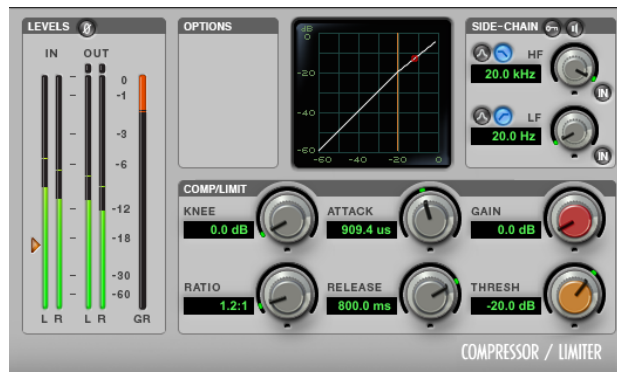 LEVELS
IN OUT
0
-1
-3
-6
-12
-18
-30
-60
L R L R GR
OPTIONS
dB
0
-20
-40
-60
-60 -40 -20 0
SIDE-CHAIN
HF
20.0 kHz
IN
LF
20.0 Hz
IN
COMP/LIMIT
KNEE ATTACK GAIN
0.0 dB 909.4 us 0.0 dB
RATIO RELEASE THRESH
1.2:1 800.0 ms -20.0 dB
COMPRESSOR / LIMITER